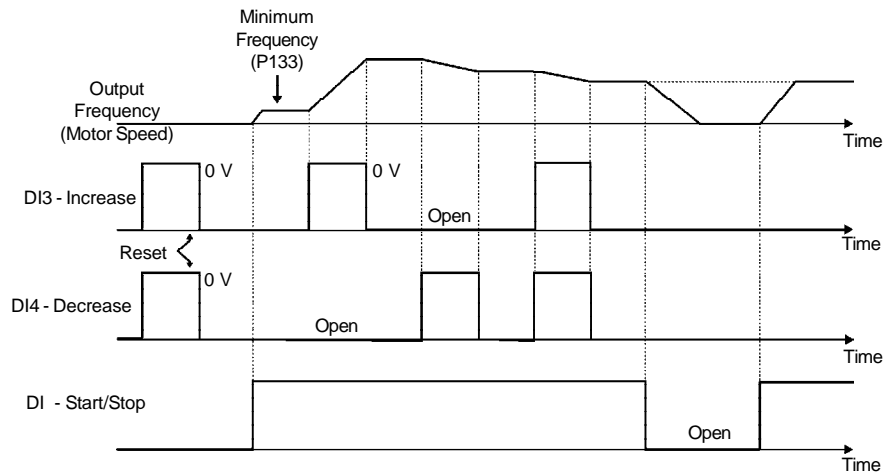 Minimum
Frequency
(P133)
Output
Frequency
(Motor Speed)
Time
0 V
0 V
DI3 - Increase
Open
Time
Reset
0 V
DI4 - Decrease
Open
Time
DI - Start/Stop
Open
Time